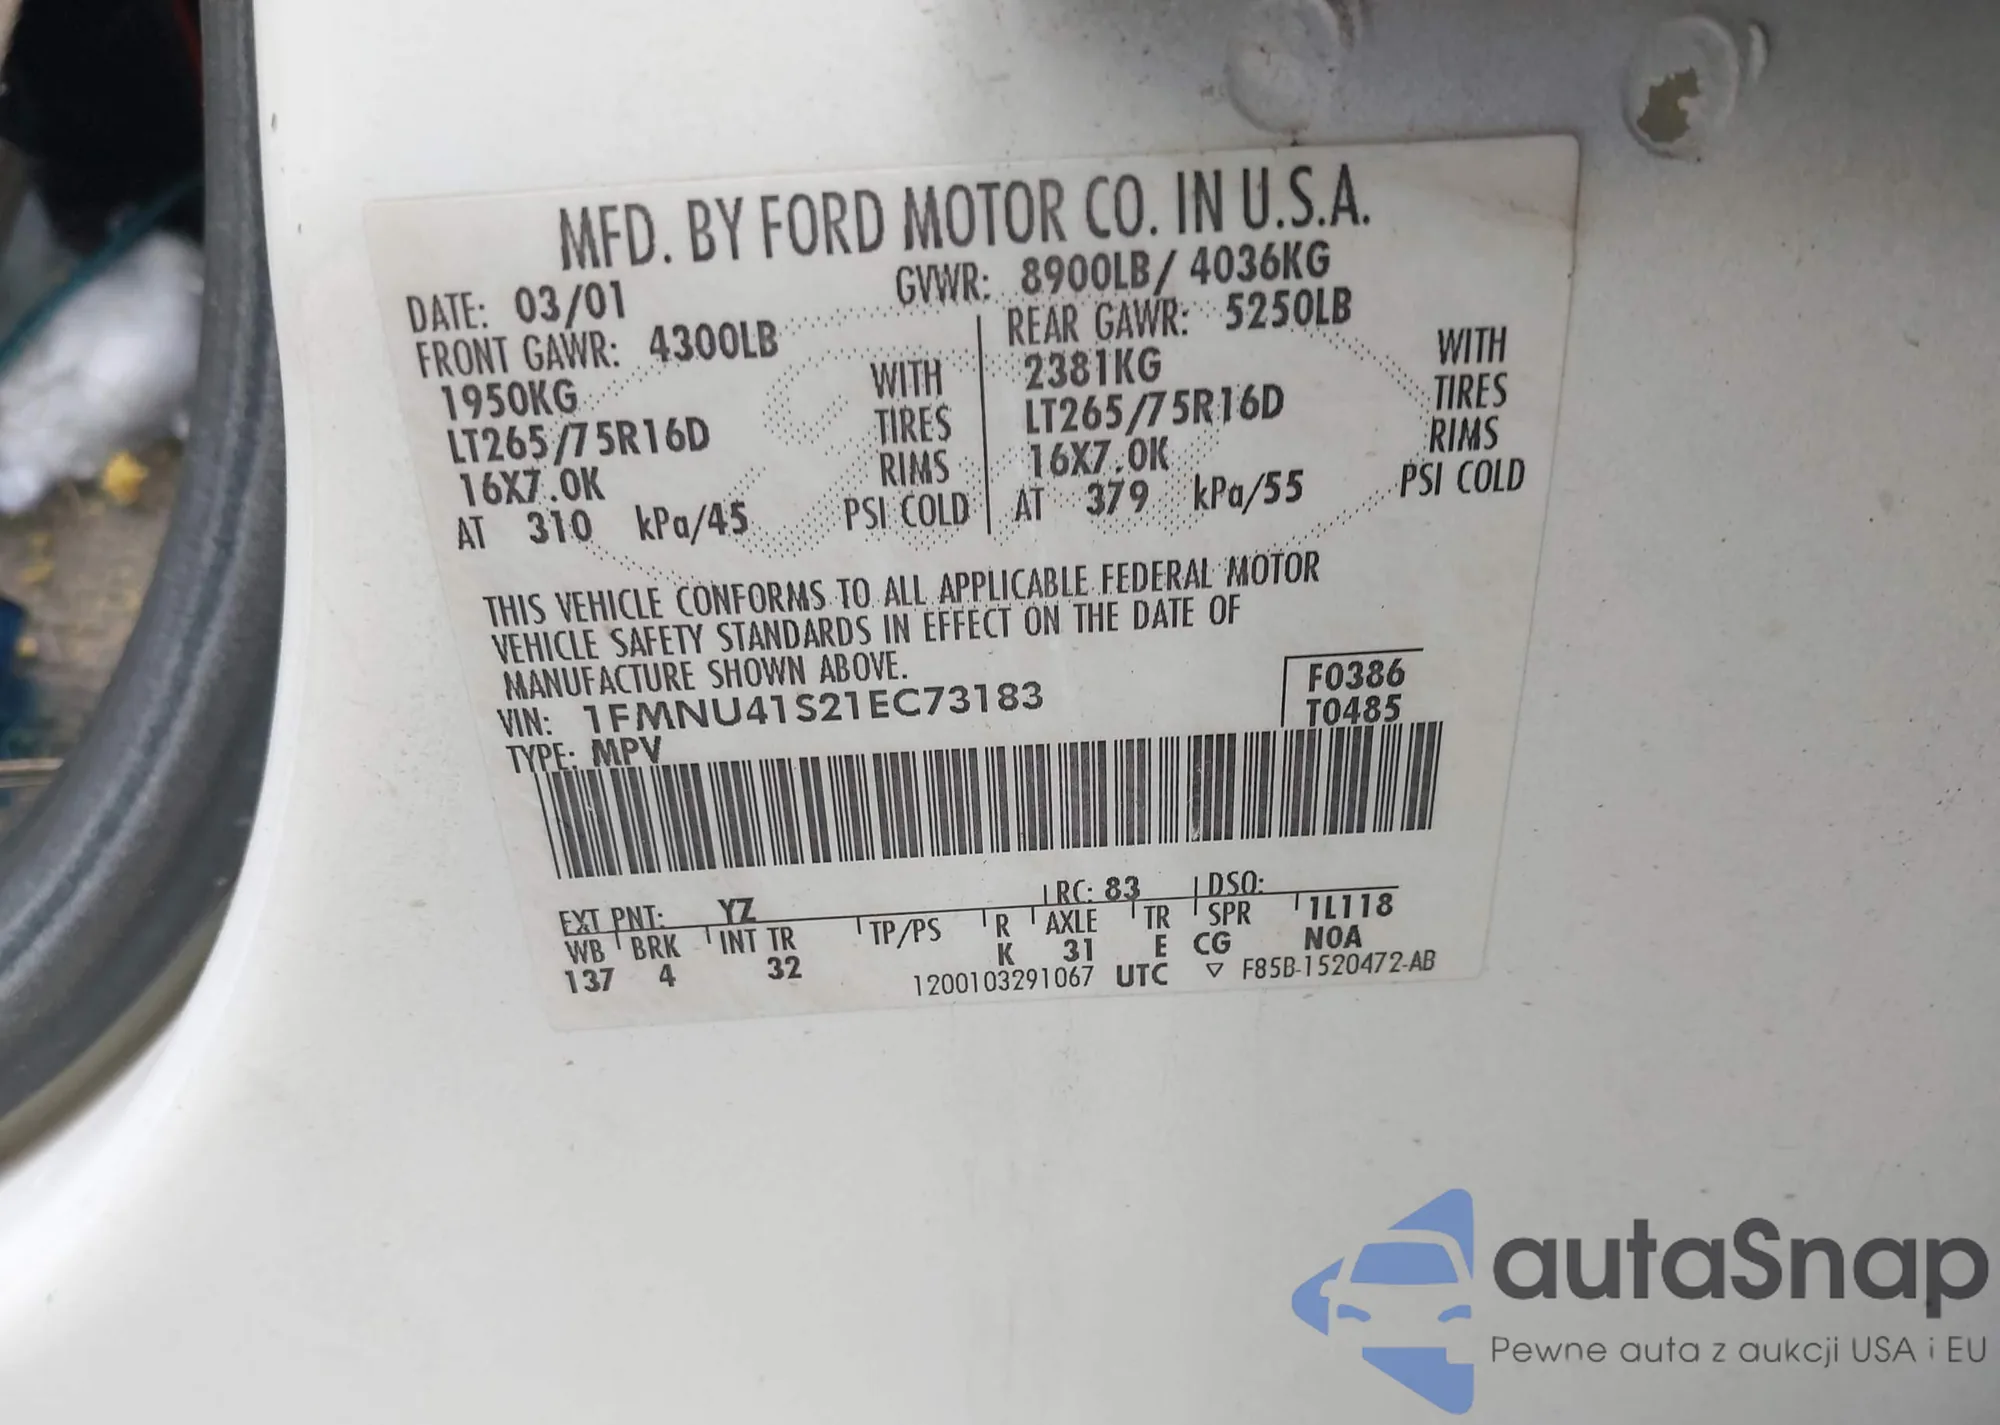 MFD. BY FORD MOTOR CO. IN U.S.A.
DATE: 03/01 GVWR: 8900LB/ 4036KG
FRONT GAWR: 4300LB REAR GAWR: 5250LB
1950KG WITH 2381KG WITH
LT265/75R16D TIRES LT265/75R16D TIRES
16X7.0K RIMS 16X7.0K RIMS
AT 310 kPa/45 PSI COLD AT 379 kPa/55 PSI COLD
THIS VEHICLE CONFORMS TO ALL APPLICABLE FEDERAL MOTOR
VEHICLE SAFETY STANDARDS IN EFFECT ON THE DATE OF
MANUFACTURE SHOWN ABOVE.
VIN: 1FMNU41S21EC73183 F0386
TYPE: MPV T0485
EXT PNT: YZ RC: 83 DSO:
WB BRK INT TR TP/PS R AXLE TR SPR 1L118
137 4 32 K 31 E CG N0A
1200103291067 UTC ▽ F85B-1520472-AB
autaSnap
Pewne auta z aukcji USA i EU